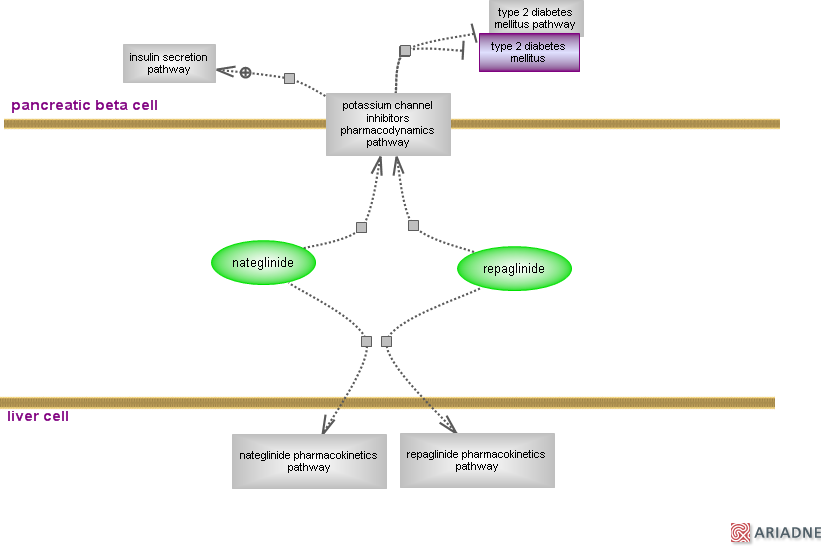 type 2 diabetes
mellitus pathway
type 2 diabetes
mellitus
insulin secretion
pathway
pancreatic beta cell
potassium channel
inhibitors
pharmacodynamics
pathway
nateglinide
repaglinide
liver cell
nateglinide pharmacokinetics
pathway
repaglinide pharmacokinetics
pathway
ARIADNE